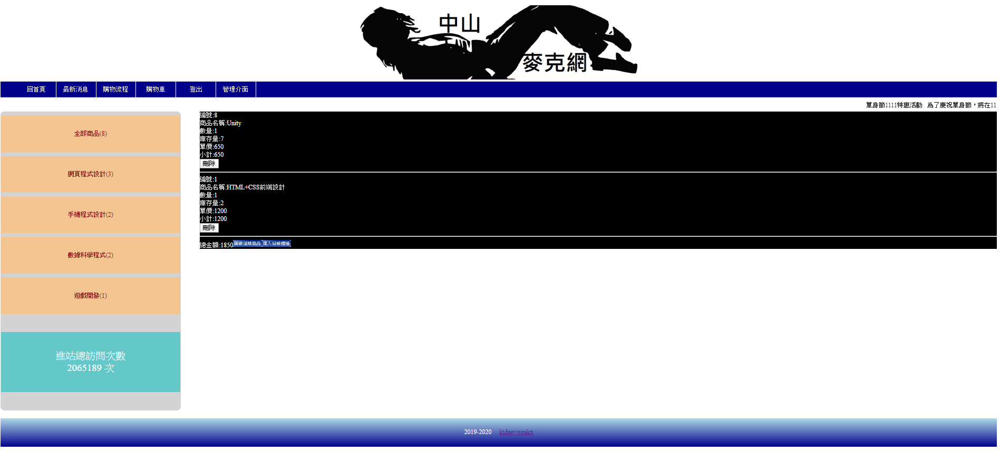 中山
麥克網
回首頁 最新消息 購物流程 購物車 登出 管理介面
單身節1111特惠活動 為了慶祝單身節，將在11
全部商品(8)
網頁程式設計(3)
手機程式設計(2)
數據科學程式(2)
遊戲開發(1)
進站總訪問次數
2065189 次
編號:8
商品名稱:Unity
數量:1
庫存量:7
單價:650
小計:650
刪除
編號:1
商品名稱:HTML+CSS前端設計
數量:1
庫存量:2
單價:1200
小計:1200
刪除
總金額:1850 繼續選購商品 進入結帳櫃檯
2019-2020 kidneyweakx